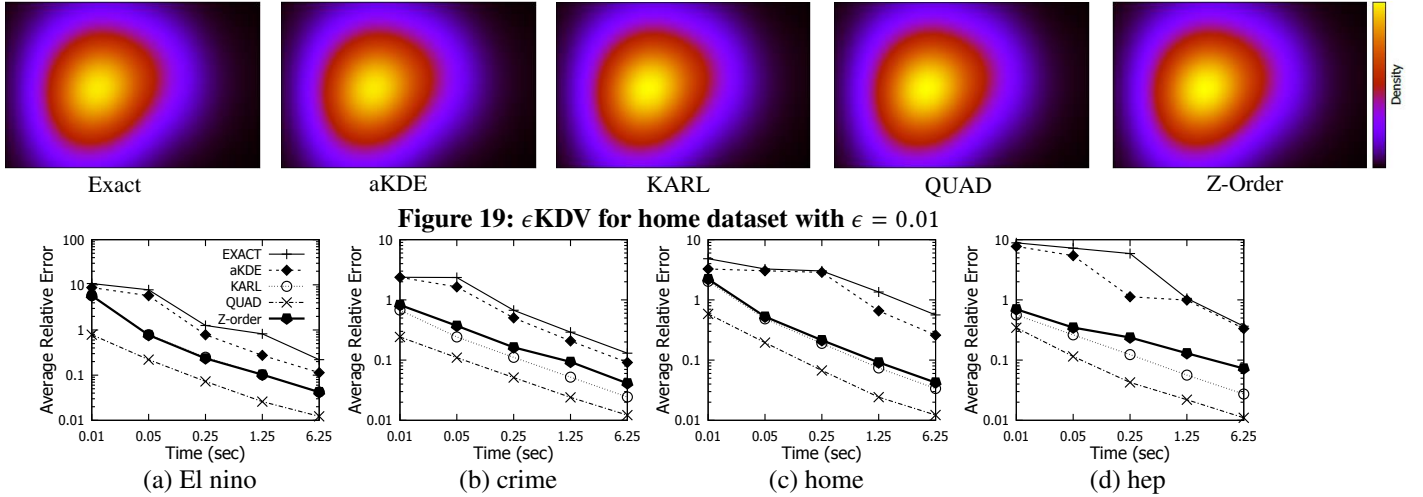 Density
Exact
aKDE
KARL
QUAD
Z-Order
Figure 19: ϵKDV for home dataset with ϵ = 0.01
Average Relative Error
100
10
1
0.1
0.01
EXACT
aKDE
KARL
QUAD
Z-order
0.01 0.05 0.25 1.25 6.25
Time (sec)
(a) El nino
Average Relative Error
10
1
0.1
0.01
0.01 0.05 0.25 1.25 6.25
Time (sec)
(b) crime
Average Relative Error
10
1
0.1
0.01
0.01 0.05 0.25 1.25 6.25
Time (sec)
(c) home
Average Relative Error
10
1
0.1
0.01
0.01 0.05 0.25 1.25 6.25
Time (sec)
(d) hep